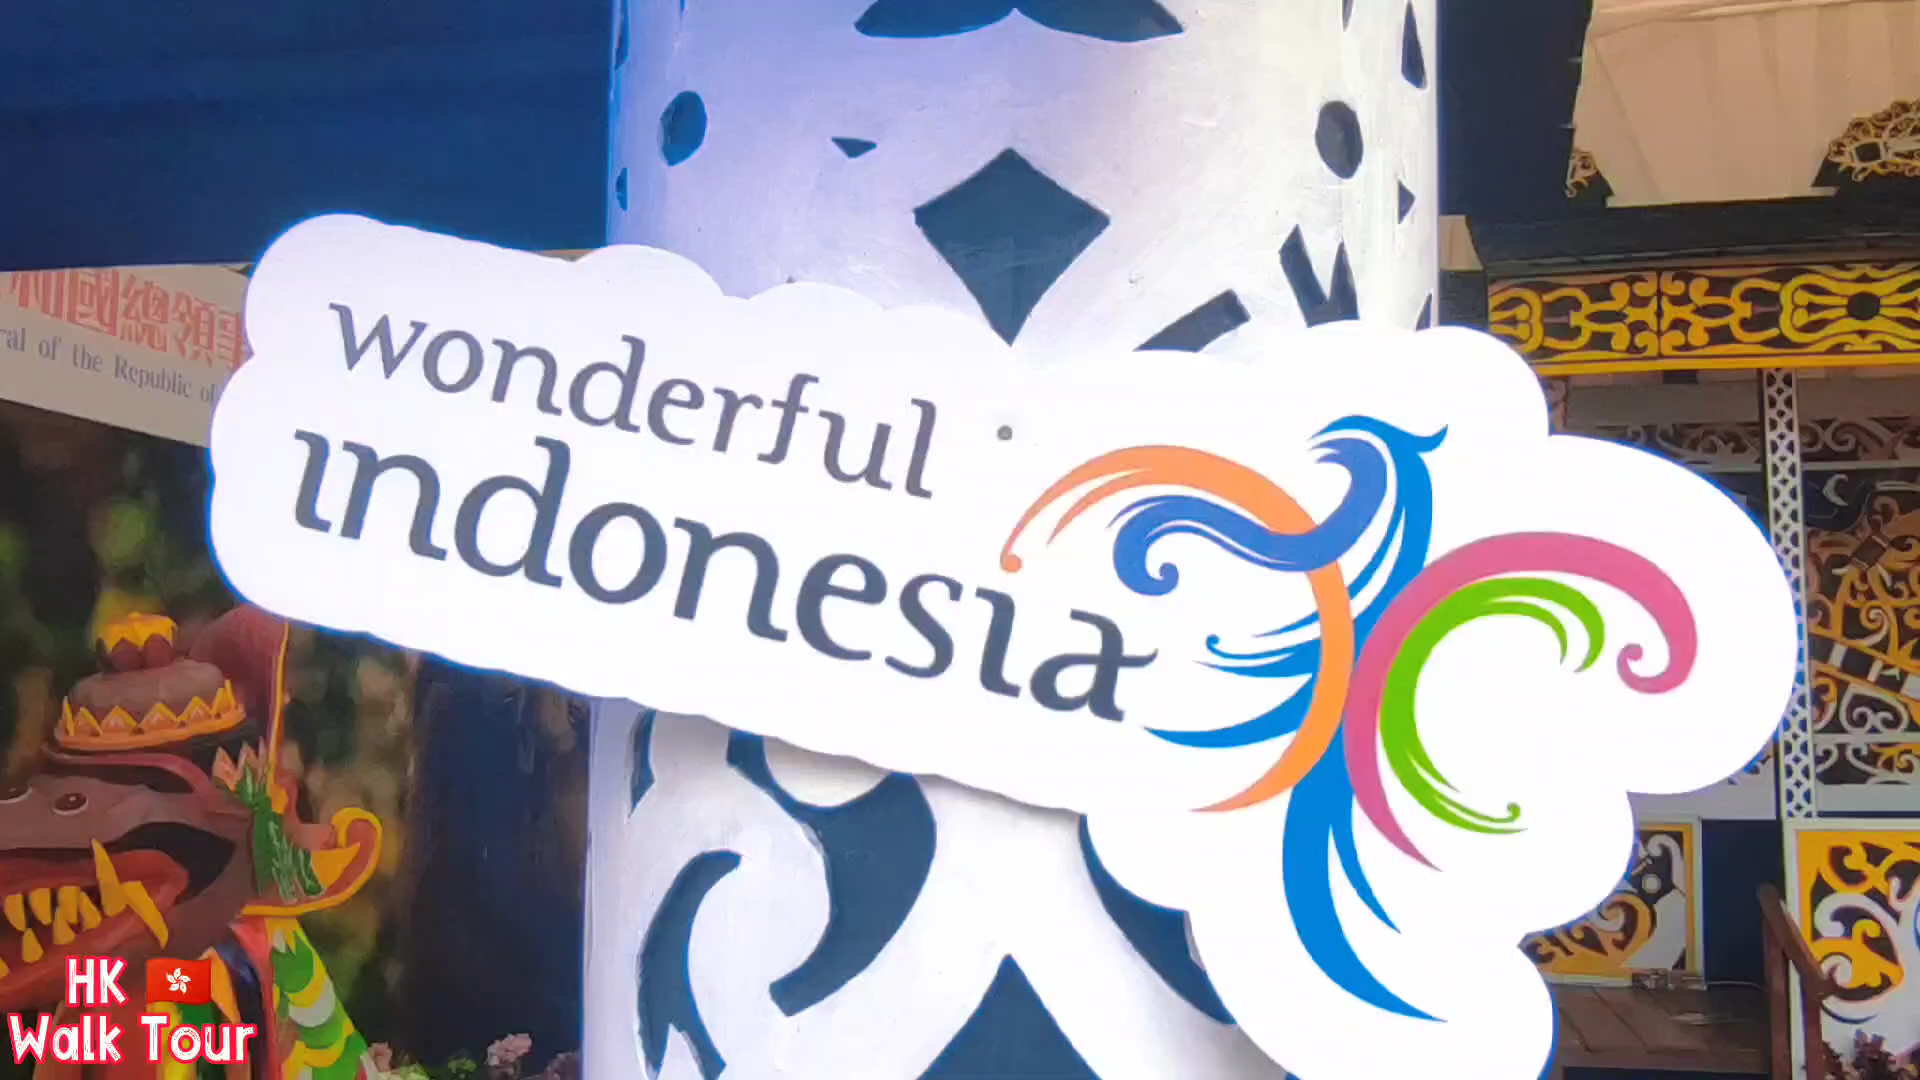 國總領事
ral of the Republic of
wonderful
indonesia
HK
Walk Tour